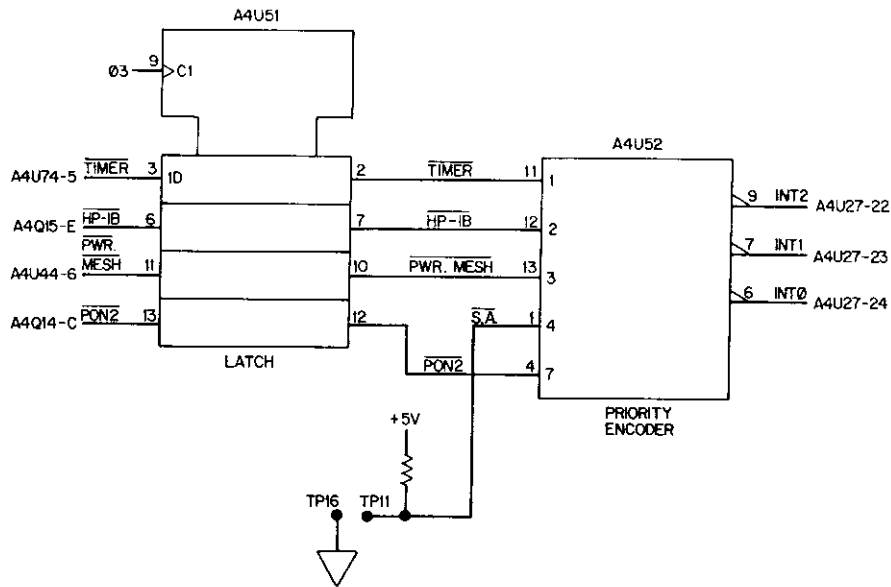 A4U51
9
Ø3
C1
A4U52
A4U74-5 TIMER 3 1D 2 TIMER 11 1
9 INT2 A4U27-22
A4Q15-E HP-IB 6 7 HP-IB 12 2
PWR.
7 INT1 A4U27-23
A4U44-6 MESH 11 10 PWR. MESH 13 3
6 INTØ A4U27-24
A4Q14-C PON2 13 12 S.A. 1 4
LATCH PON2 4 7
PRIORITY
ENCODER
+5V
TP16 TP11